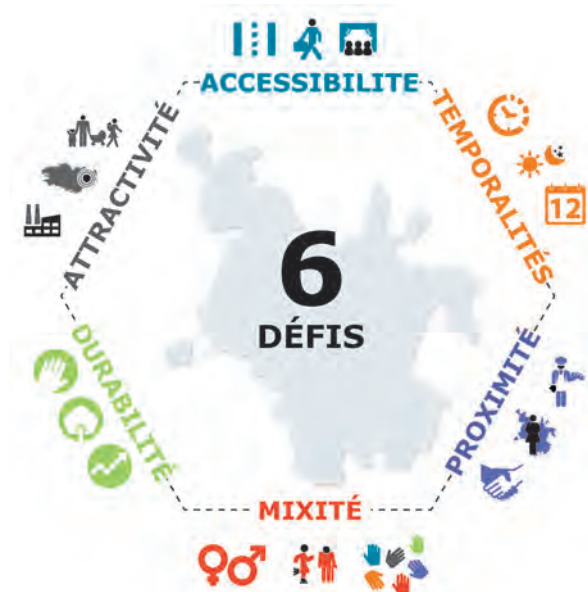 ACCESSIBILITE
TEMPORALITÉS
12
PROXIMITÉ
MIXITÉ
DURABILITÉ
ATTRACTIVITÉ
6
DÉFIS